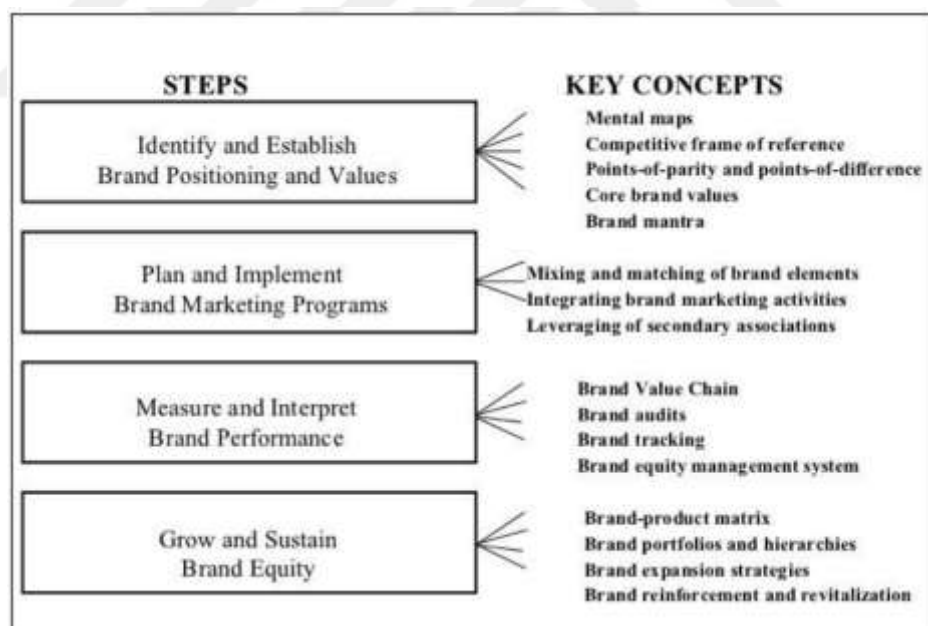 STEPS
KEY CONCEPTS
Identify and Establish
Brand Positioning and Values
Mental maps
Competitive frame of reference
Points-of-parity and points-of-difference
Core brand values
Brand mantra
Plan and Implement
Brand Marketing Programs
Mixing and matching of brand elements
Integrating brand marketing activities
Leveraging of secondary associations
Measure and Interpret
Brand Performance
Brand Value Chain
Brand audits
Brand tracking
Brand equity management system
Grow and Sustain
Brand Equity
Brand-product matrix
Brand portfolios and hierarchies
Brand expansion strategies
Brand reinforcement and revitalization